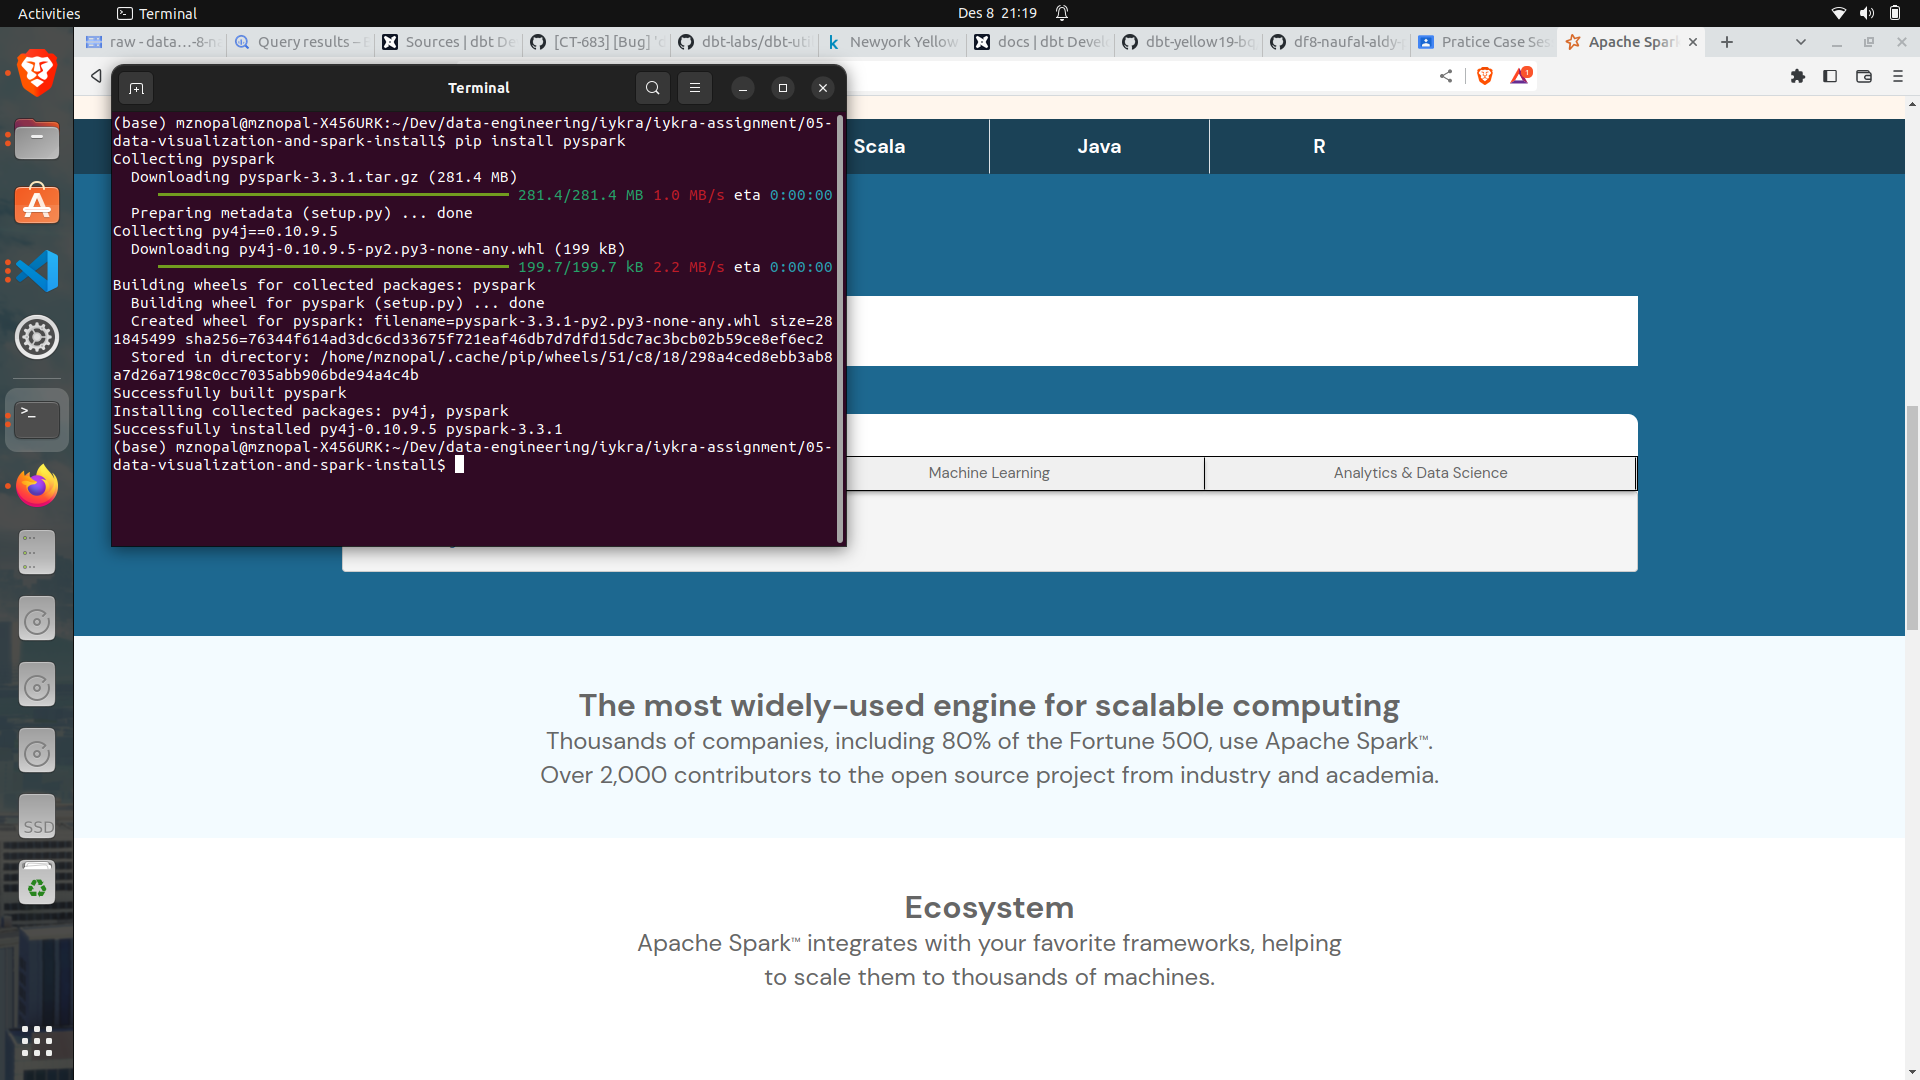 Activities
Terminal
Des 8 21:19
raw - data...-8-na
Query results – B
Sources | dbt De
[CT-683] [Bug] 'd
dbt-labs/dbt-uti
Newyork Yellow
docs | dbt Devel
dbt-yellow19-bq
df8-naufal-aldy-
Pratice Case Ses
Apache Spar
Terminal
1
(base) mznopal@mznopal-X456URK:~/Dev/data-engineering/iykra/iykra-assignment/05-
data-visualization-and-spark-install$ pip install pyspark
Collecting pyspark
Downloading pyspark-3.3.1.tar.gz (281.4 MB)
281.4/281.4 MB 1.0 MB/s eta 0:00:00
Preparing metadata (setup.py) ... done
Collecting py4j==0.10.9.5
Downloading py4j-0.10.9.5-py2.py3-none-any.whl (199 kB)
199.7/199.7 kB 2.2 MB/s eta 0:00:00
Building wheels for collected packages: pyspark
Building wheel for pyspark (setup.py) ... done
Created wheel for pyspark: filename=pyspark-3.3.1-py2.py3-none-any.whl size=28
1845499 sha256=76344f614ad3dc6cd33675f721eaf46db7d7dfd15dc7ac3bcb02b59ce8ef6ec2
Stored in directory: /home/mznopal/.cache/pip/wheels/51/c8/18/298a4ced8ebb3ab8
a7d26a7198c0cc7035abb906bde94a4c4b
Successfully built pyspark
Installing collected packages: py4j, pyspark
Successfully installed py4j-0.10.9.5 pyspark-3.3.1
(base) mznopal@mznopal-X456URK:~/Dev/data-engineering/iykra/iykra-assignment/05-
data-visualization-and-spark-install$
Scala
Java
R
Machine Learning
Analytics & Data Science
The most widely-used engine for scalable computing
Thousands of companies, including 80% of the Fortune 500, use Apache Spark™.
Over 2,000 contributors to the open source project from industry and academia.
SSD
Ecosystem
Apache Spark™ integrates with your favorite frameworks, helping
to scale them to thousands of machines.